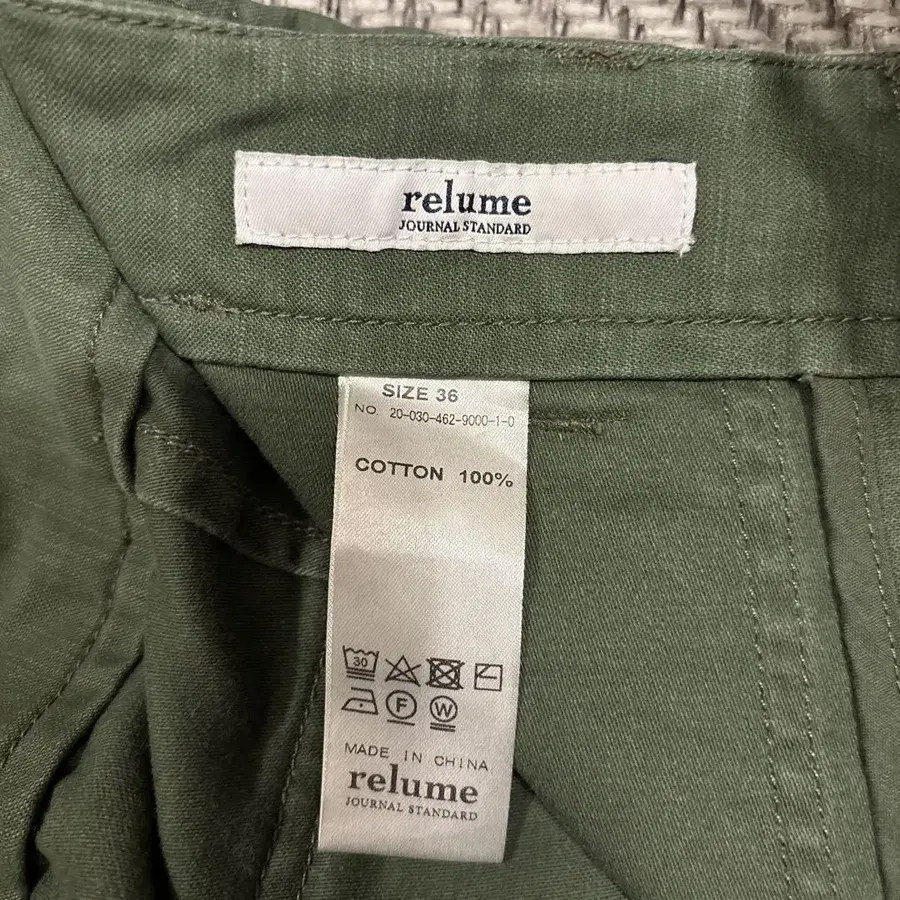 relume
JOURNAL STANDARD
SIZE 36
NO. 20-030-462-9000-1-0
COTTON 100%
30
F W
MADE IN CHINA
relume
JOURNAL STANDARD